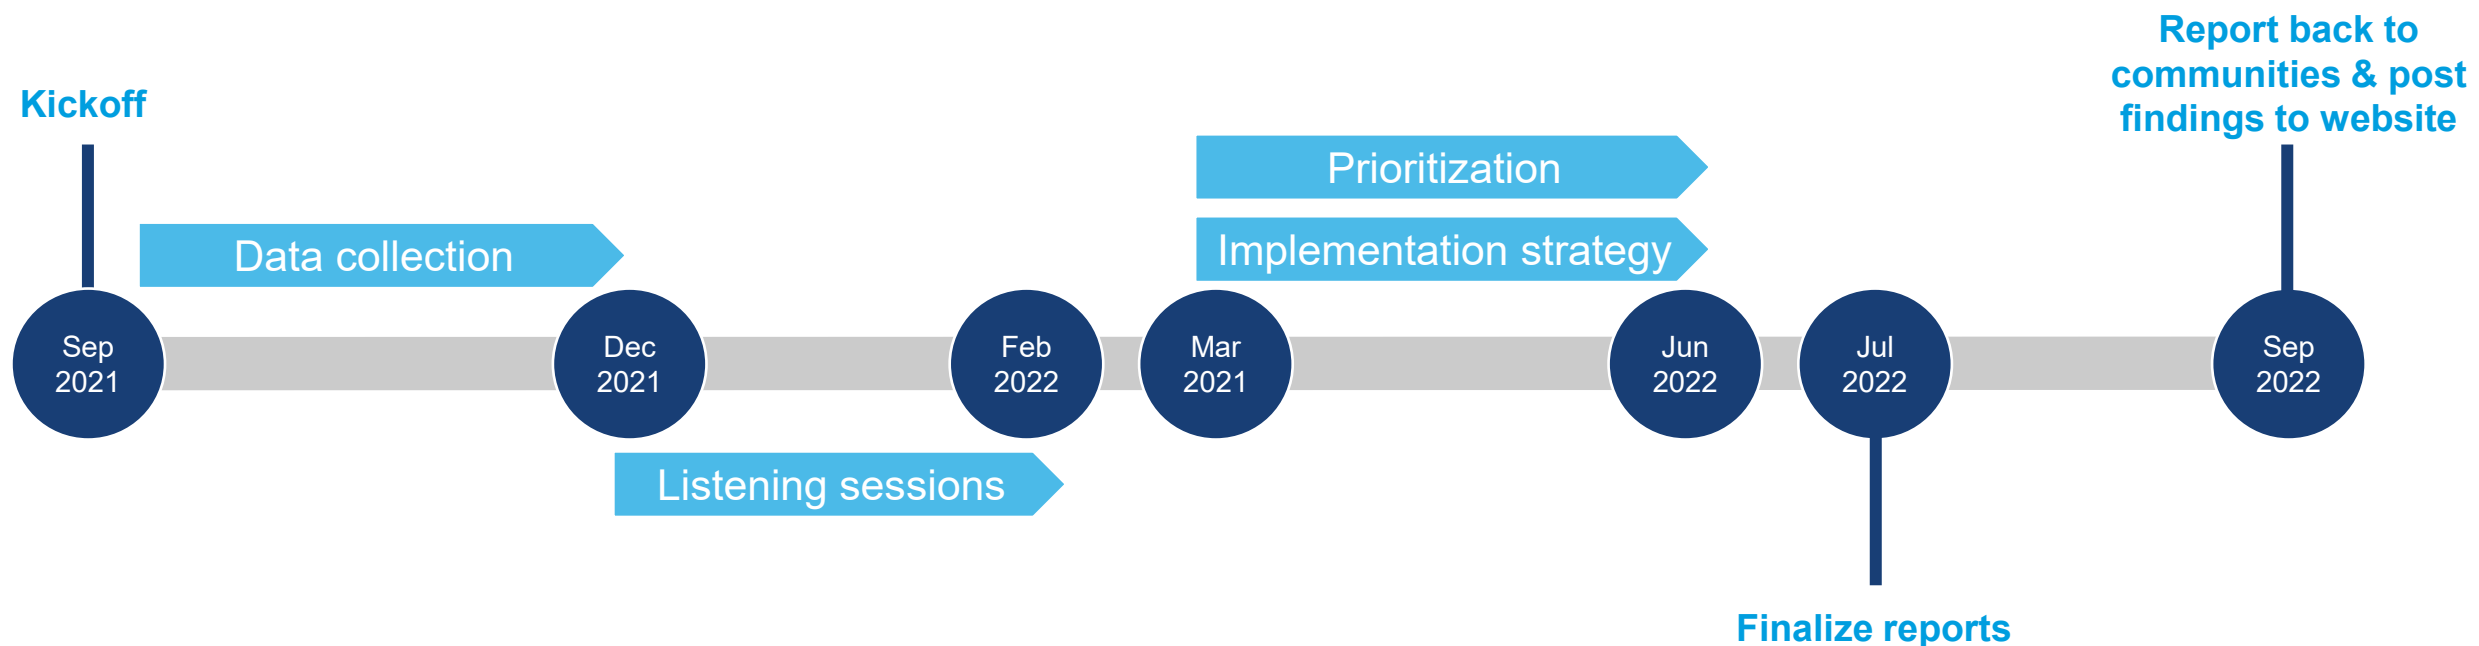 Report back to
communities & post
findings to website
Kickoff
Prioritization
Implementation strategy
Data collection
Sep
2021
Dec
2021
Feb
2022
Mar
2021
Jun
2022
Jul
2022
Sep
2022
Listening sessions
Finalize reports